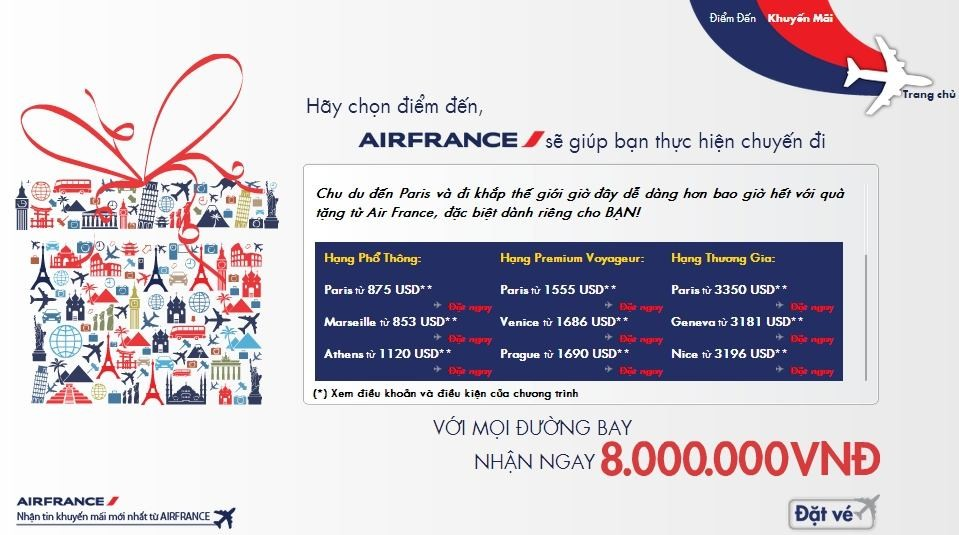 Điểm Đến Khuyến Mãi
Trang chủ
Hãy chọn điểm đến,
AIRFRANCE sẽ giúp bạn thực hiện chuyến đi
Chu du đến Paris và đi khắp thế giới giờ đây dễ dàng hơn bao giờ hết với quà
tặng từ Air France, đặc biệt dành riêng cho BẠN!
Hạng Phổ Thông: Hạng Premium Voyageur: Hạng Thương Gia:
Paris từ 875 USD** Paris từ 1555 USD** Paris từ 3350 USD**
Đặt ngay Đặt ngay Đặt ngay
Marseille từ 853 USD** Venice từ 1686 USD** Geneva từ 3181 USD**
Đặt ngay Đặt ngay Đặt ngay
Athens từ 1120 USD** Prague từ 1690 USD** Nice từ 3196 USD**
Đặt ngay Đặt ngay Đặt ngay
(*) Xem điều khoản và điều kiện của chương trình
VỚI MỌI ĐƯỜNG BAY
NHẬN NGAY 8.000.000 VNĐ
AIRFRANCE
Nhận tin khuyến mãi mới nhất từ AIRFRANCE
Đặt vé